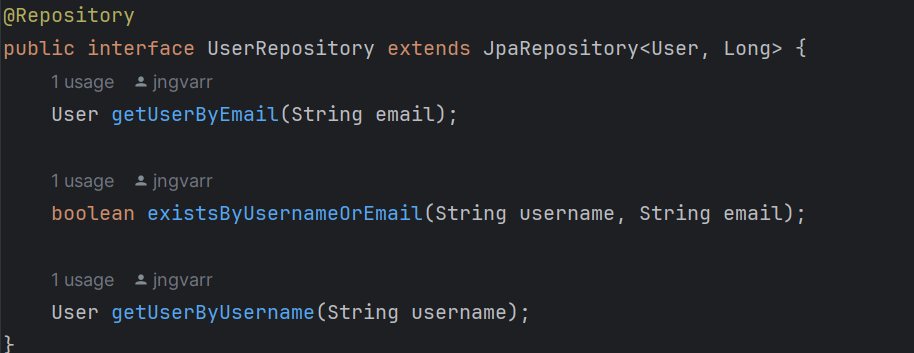 @Repository
public interface UserRepository extends JpaRepository<User, Long> {
1 usage jngvarr
User getUserByEmail(String email);
1 usage jngvarr
boolean existsByUsernameOrEmail(String username, String email);
1 usage jngvarr
User getUserByUsername(String username);
}